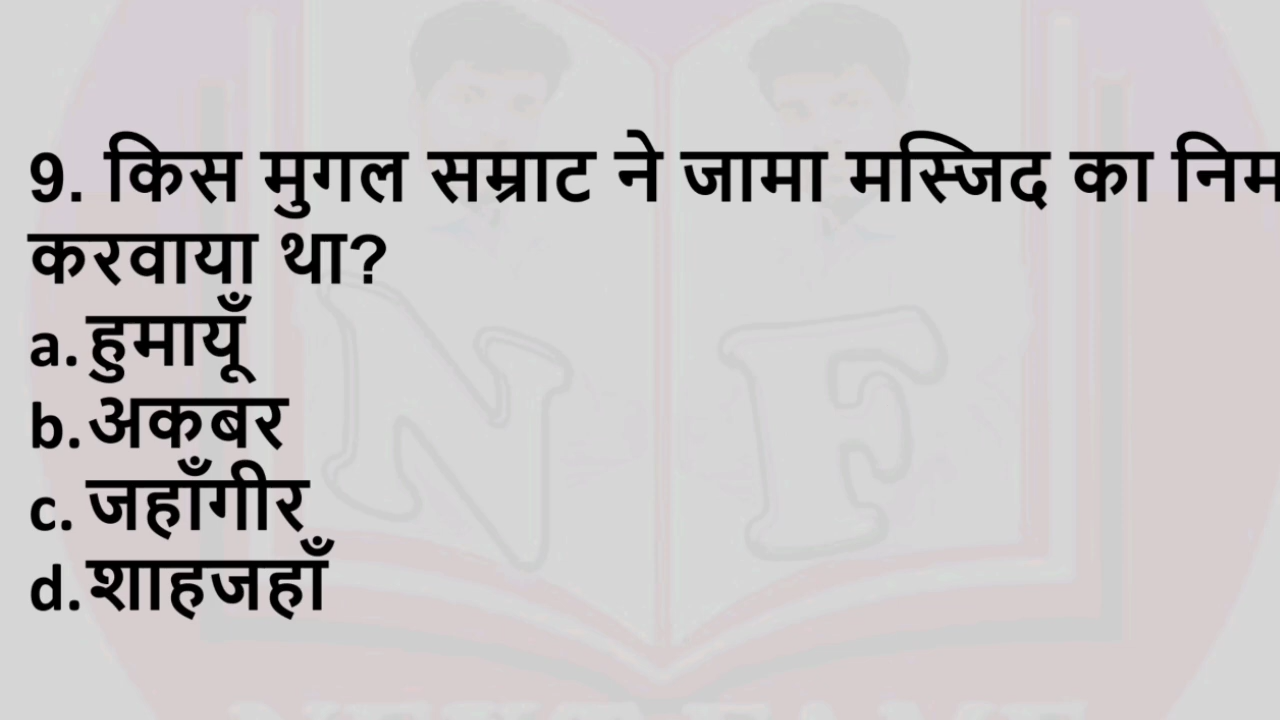 9. किस मुगल सम्राट ने जामा मस्जिद का निम
करवाया था?
a. हुमायूँ
b. अकबर
c. जहाँगीर
d. शाहजहाँ
N F